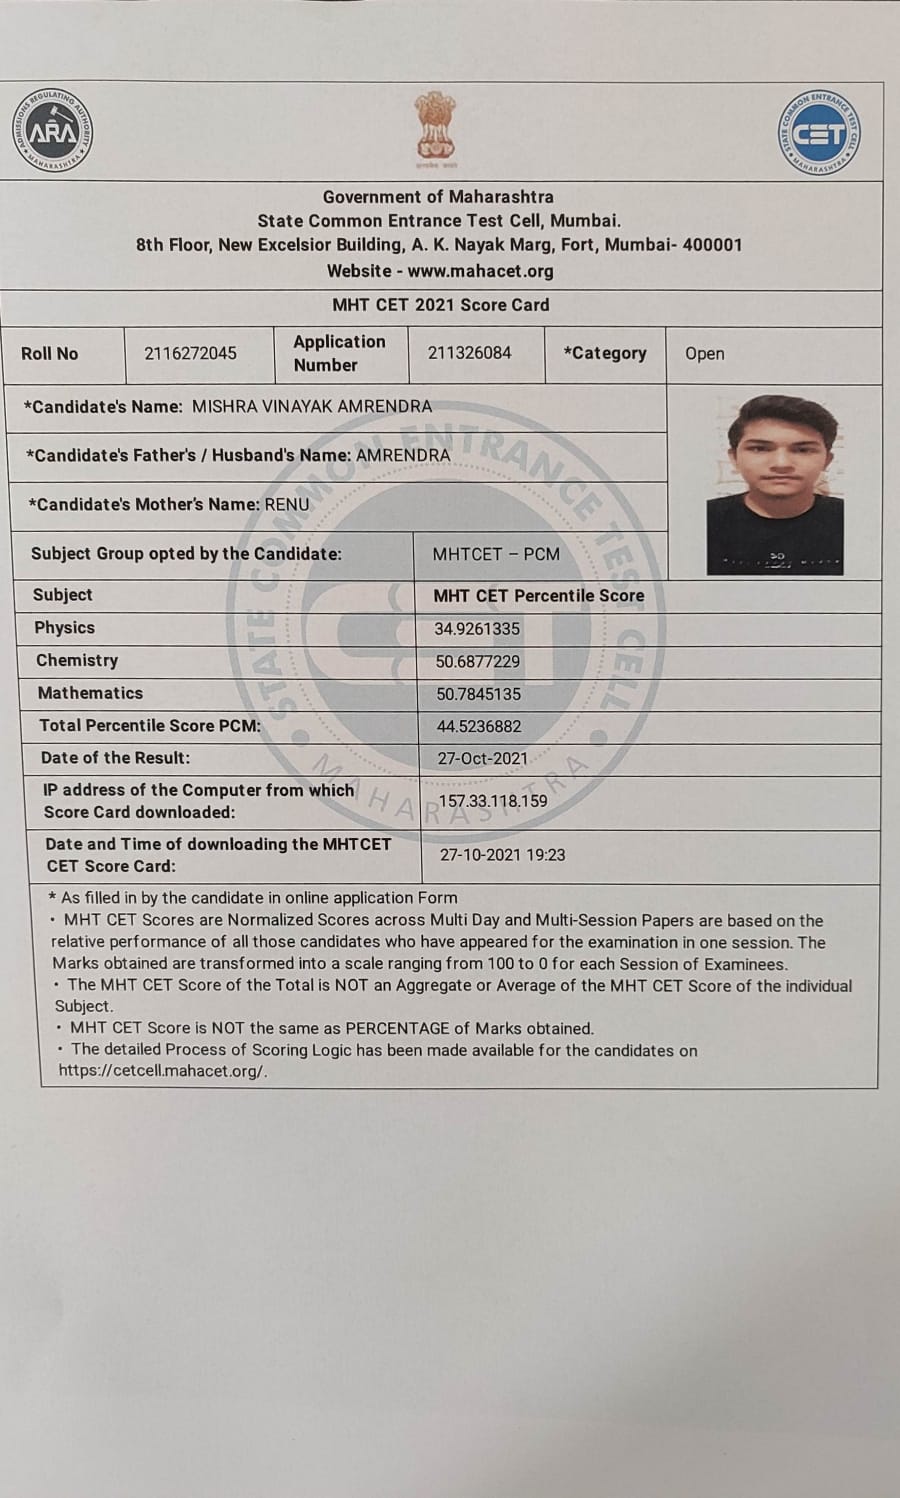 ADMISSIONS REGULATING AUTHORITY
ARA
MAHARASHTRA
STATE COMMON ENTRANCE TEST CELL
CET
MAHARASHTRA
Government of Maharashtra
State Common Entrance Test Cell, Mumbai.
8th Floor, New Excelsior Building, A. K. Nayak Marg, Fort, Mumbai- 400001
Website - www.mahacet.org
MHT CET 2021 Score Card
Roll No 2116272045 Application Number 211326084 *Category Open
*Candidate's Name: MISHRA VINAYAK AMRENDRA
*Candidate's Father's / Husband's Name: AMRENDRA
*Candidate's Mother's Name: RENU
Subject Group opted by the Candidate: MHTCET – PCM
Subject MHT CET Percentile Score
Physics 34.9261335
Chemistry 50.6877229
Mathematics 50.7845135
Total Percentile Score PCM: 44.5236882
Date of the Result: 27-Oct-2021
IP address of the Computer from which
Score Card downloaded: 157.33.118.159
Date and Time of downloading the MHTCET
CET Score Card: 27-10-2021 19:23
* As filled in by the candidate in online application Form
• MHT CET Scores are Normalized Scores across Multi Day and Multi-Session Papers are based on the
relative performance of all those candidates who have appeared for the examination in one session. The
Marks obtained are transformed into a scale ranging from 100 to 0 for each Session of Examinees.
• The MHT CET Score of the Total is NOT an Aggregate or Average of the MHT CET Score of the individual
Subject.
• MHT CET Score is NOT the same as PERCENTAGE of Marks obtained.
• The detailed Process of Scoring Logic has been made available for the candidates on
https://cetcell.mahacet.org/.
STATE COMMON ENTRANCE TEST CELL
MAHARASHTRA